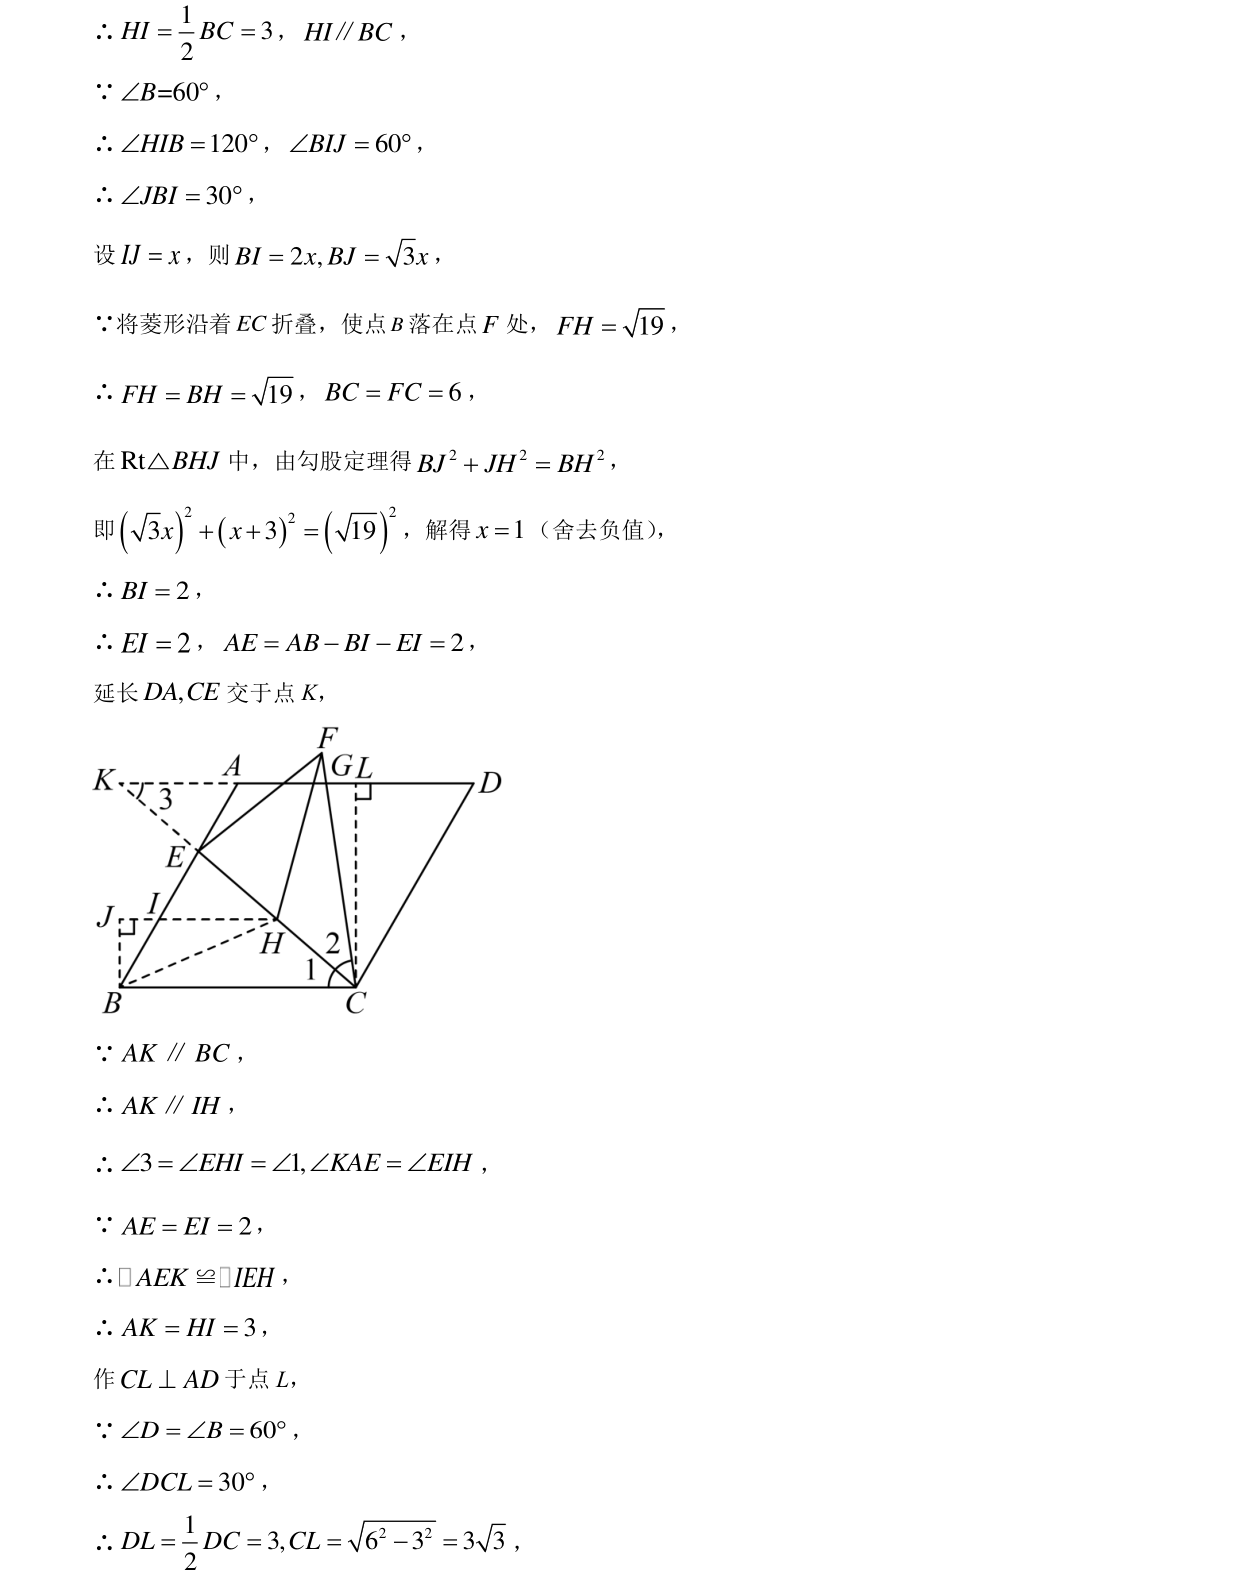 ∴ HI = 1/2 BC = 3，HI∥BC，
∵ ∠B=60°，
∴ ∠HIB = 120°，∠BIJ = 60°，
∴ ∠JBI = 30°，
设 IJ = x，则 BI = 2x, BJ = √3x，
∵将菱形沿着 EC 折叠，使点 B 落在点 F 处，FH = √19，
∴ FH = BH = √19，BC = FC = 6，
在 Rt△BHJ 中，由勾股定理得 BJ² + JH² = BH²，
即 (√3x)² + (x+3)² = (√19)²，解得 x = 1（舍去负值），
∴ BI = 2，
∴ EI = 2，AE = AB − BI − EI = 2，
延长 DA, CE 交于点 K，
F
K A G L D
3
E
J I
H 2
1
B C
∵ AK ∥ BC，
∴ AK ∥ IH，
∴ ∠3 = ∠EHI = ∠1, ∠KAE = ∠EIH，
∵ AE = EI = 2，
∴ □AEK ≌ □IEH，
∴ AK = HI = 3，
作 CL ⊥ AD 于点 L，
∵ ∠D = ∠B = 60°，
∴ ∠DCL = 30°，
∴ DL = 1/2 DC = 3, CL = √(6² − 3²) = 3√3，